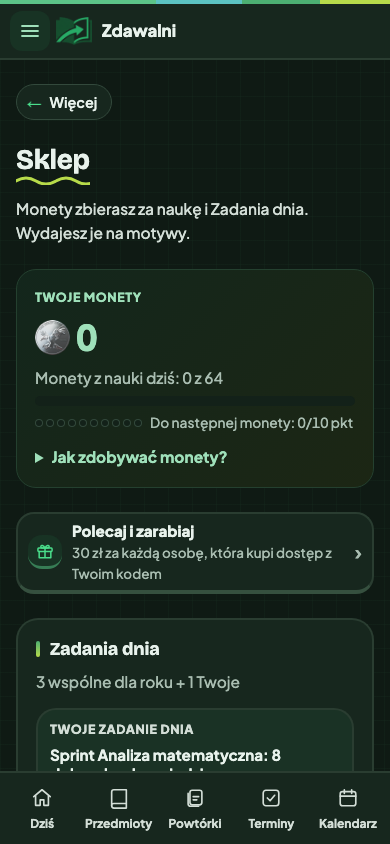 Zdawalni
← Więcej
Sklep
Monety zbierasz za naukę i Zadania dnia.
Wydajesz je na motywy.
TWOJE MONETY
0
Monety z nauki dziś: 0 z 64
Do następnej monety: 0/10 pkt
Jak zdobywać monety?
Polecaj i zarabiaj
30 zł za każdą osobę, która kupi dostęp z
Twoim kodem
Zadania dnia
3 wspólne dla roku + 1 Twoje
TWOJE ZADANIE DNIA
Sprint Analiza matematyczna: 8
Dziś
Przedmioty
Powtórki
Terminy
Kalendarz